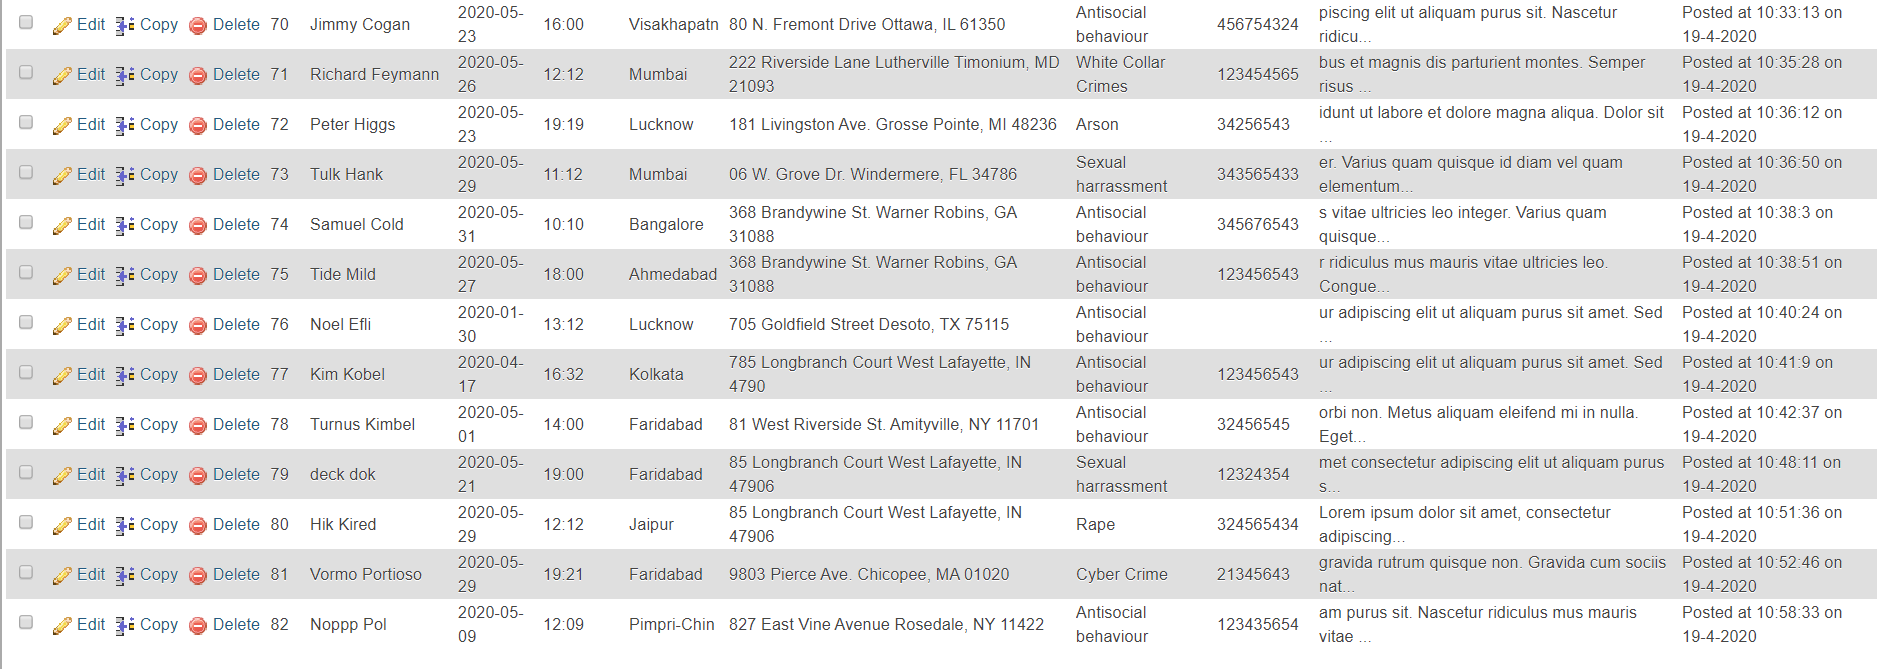 Edit Copy Delete 70 Jimmy Cogan 2020-05-23 16:00 Visakhapatn 80 N. Fremont Drive Ottawa, IL 61350 Antisocial behaviour 456754324 piscing elit ut aliquam purus sit. Nascetur ridicu... Posted at 10:33:13 on 19-4-2020
Edit Copy Delete 71 Richard Feymann 2020-05-26 12:12 Mumbai 222 Riverside Lane Lutherville Timonium, MD 21093 White Collar Crimes 123454565 bus et magnis dis parturient montes. Semper risus ... Posted at 10:35:28 on 19-4-2020
Edit Copy Delete 72 Peter Higgs 2020-05-23 19:19 Lucknow 181 Livingston Ave. Grosse Pointe, MI 48236 Arson 34256543 idunt ut labore et dolore magna aliqua. Dolor sit ... Posted at 10:36:12 on 19-4-2020
Edit Copy Delete 73 Tulk Hank 2020-05-29 11:12 Mumbai 06 W. Grove Dr. Windermere, FL 34786 Sexual harrassment 343565433 er. Varius quam quisque id diam vel quam elementum... Posted at 10:36:50 on 19-4-2020
Edit Copy Delete 74 Samuel Cold 2020-05-31 10:10 Bangalore 368 Brandywine St. Warner Robins, GA 31088 Antisocial behaviour 345676543 s vitae ultricies leo integer. Varius quam quisque... Posted at 10:38:3 on 19-4-2020
Edit Copy Delete 75 Tide Mild 2020-05-27 18:00 Ahmedabad 368 Brandywine St. Warner Robins, GA 31088 Antisocial behaviour 123456543 r ridiculus mus mauris vitae ultricies leo. Congue... Posted at 10:38:51 on 19-4-2020
Edit Copy Delete 76 Noel Efli 2020-01-30 13:12 Lucknow 705 Goldfield Street Desoto, TX 75115 Antisocial behaviour ur adipiscing elit ut aliquam purus sit amet. Sed ... Posted at 10:40:24 on 19-4-2020
Edit Copy Delete 77 Kim Kobel 2020-04-17 16:32 Kolkata 785 Longbranch Court West Lafayette, IN 4790 Antisocial behaviour 123456543 ur adipiscing elit ut aliquam purus sit amet. Sed ... Posted at 10:41:9 on 19-4-2020
Edit Copy Delete 78 Turnus Kimbel 2020-05-01 14:00 Faridabad 81 West Riverside St. Amityville, NY 11701 Antisocial behaviour 32456545 orbi non. Metus aliquam eleifend mi in nulla. Eget... Posted at 10:42:37 on 19-4-2020
Edit Copy Delete 79 deck dok 2020-05-21 19:00 Faridabad 85 Longbranch Court West Lafayette, IN 47906 Sexual harrassment 12324354 met consectetur adipiscing elit ut aliquam purus s... Posted at 10:48:11 on 19-4-2020
Edit Copy Delete 80 Hik Kired 2020-05-29 12:12 Jaipur 85 Longbranch Court West Lafayette, IN 47906 Rape 324565434 Lorem ipsum dolor sit amet, consectetur adipiscing... Posted at 10:51:36 on 19-4-2020
Edit Copy Delete 81 Vormo Portioso 2020-05-29 19:21 Faridabad 9803 Pierce Ave. Chicopee, MA 01020 Cyber Crime 21345643 gravida rutrum quisque non. Gravida cum sociis nat... Posted at 10:52:46 on 19-4-2020
Edit Copy Delete 82 Noppp Pol 2020-05-09 12:09 Pimpri-Chin 827 East Vine Avenue Rosedale, NY 11422 Antisocial behaviour 123435654 am purus sit. Nascetur ridiculus mus mauris vitae ... Posted at 10:58:33 on 19-4-2020